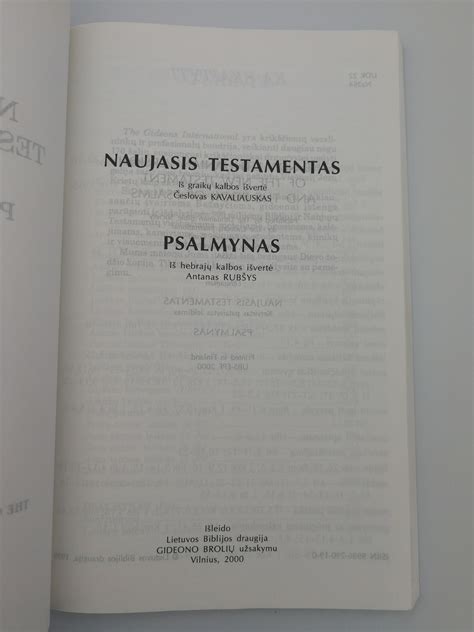 NAUJASIS TESTAMENTAS
Iš graikų kalbos išvertė
Česlovas KAVALIAUSKAS
PSALMYNAS
Iš hebrajų kalbos išvertė
Antanas RUBŠYS
Išleido
Lietuvos Biblijos draugija
GIDEONO BROLIŲ užsakymu
Vilnius, 2000